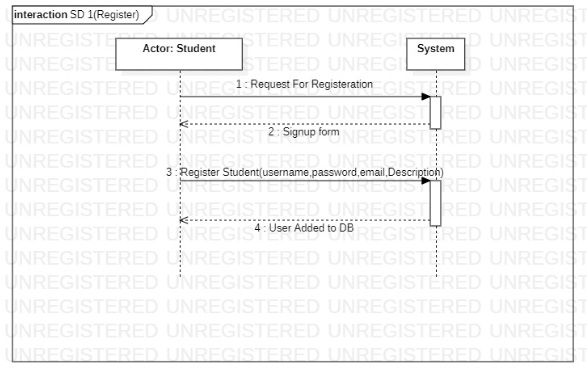 interaction SD 1(Register)
Actor: Student
System
1 : Request For Registeration
2 : Signup form
3 : Register Student(username,password,email,Description)
4 : User Added to DB
UNREGISTERED UNREGISTERED UNREGISTERED UNREGISTERED